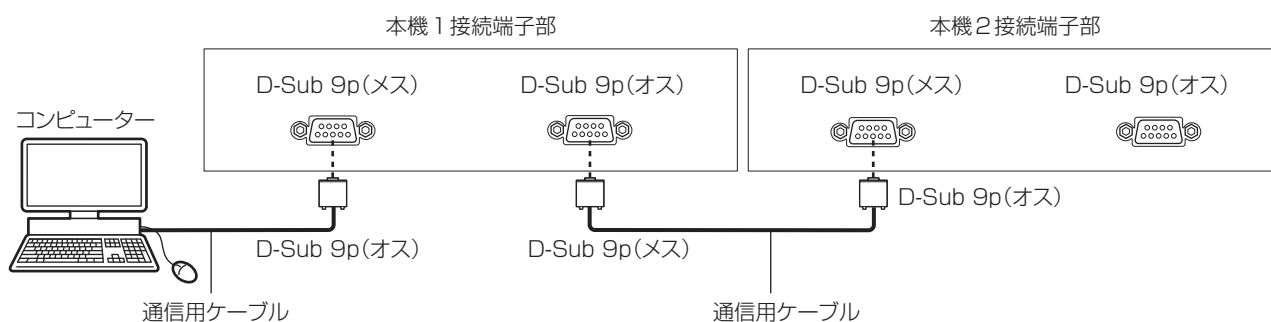 本機1接続端子部
本機2接続端子部
D-Sub 9p(メス)
D-Sub 9p(オス)
D-Sub 9p(メス)
D-Sub 9p(オス)
コンピューター
D-Sub 9p(オス)
D-Sub 9p(オス)
D-Sub 9p(メス)
通信用ケーブル
通信用ケーブル